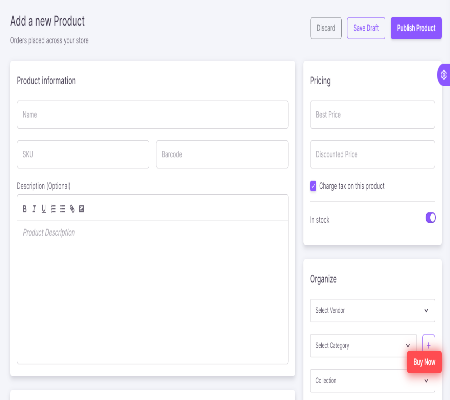 Add a new Product
Orders placed across your store
Discard
Save Draft
Publish Product
Product information
Name
SKU
Barcode
Description (Optional)
B I U
Product Description
Pricing
Best Price
Discounted Price
Charge tax on this product
In stock
Organize
Select Vendor
Select Category
+
Buy Now
Collection